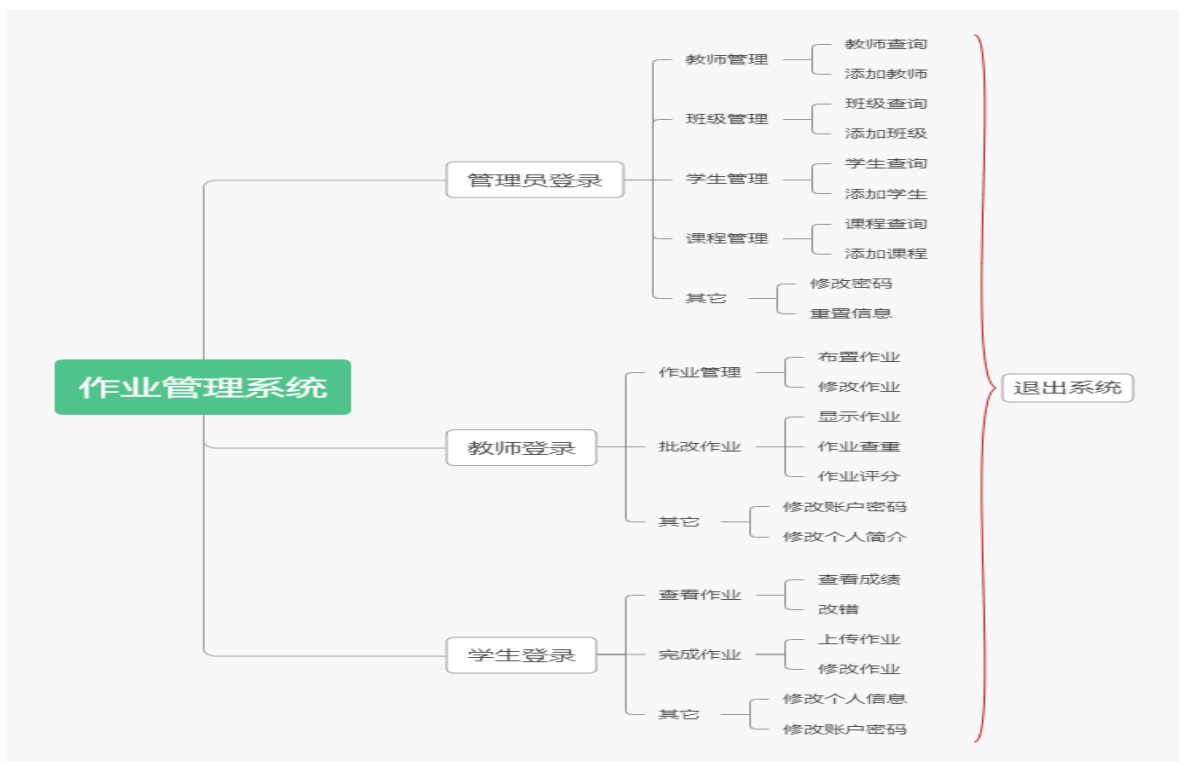 作业管理系统
管理员登录
教师管理
教师查询
添加教师
班级管理
班级查询
添加班级
学生管理
学生查询
添加学生
课程管理
课程查询
添加课程
其它
修改密码
重置信息
教师登录
作业管理
布置作业
修改作业
批改作业
显示作业
作业查重
作业评分
其它
修改账户密码
修改个人简介
学生登录
查看作业
查看成绩
改错
完成作业
上传作业
修改作业
其它
修改个人信息
修改账户密码
退出系统